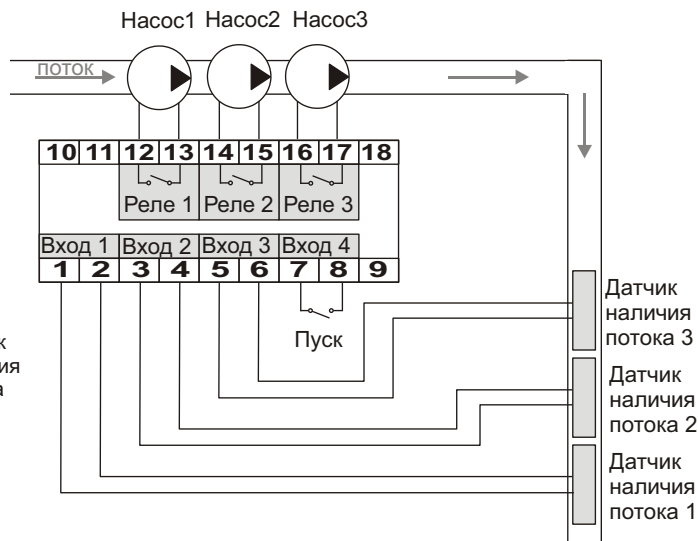 Насос1 Насос2 Насос3
поток
10 11 12 13 14 15 16 17 18
Реле 1 Реле 2 Реле 3
Вход 1 Вход 2 Вход 3 Вход 4
1 2 3 4 5 6 7 8 9
Пуск
Датчик
наличия
потока 3
Датчик
наличия
потока 2
Датчик
наличия
потока 1